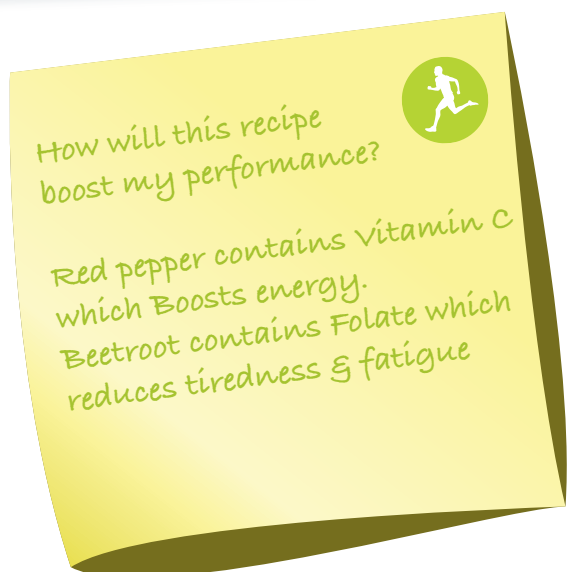 How will this recipe
boost my performance?
Red pepper contains Vitamin C
which Boosts energy.
Beetroot contains Folate which
reduces tiredness & fatigue